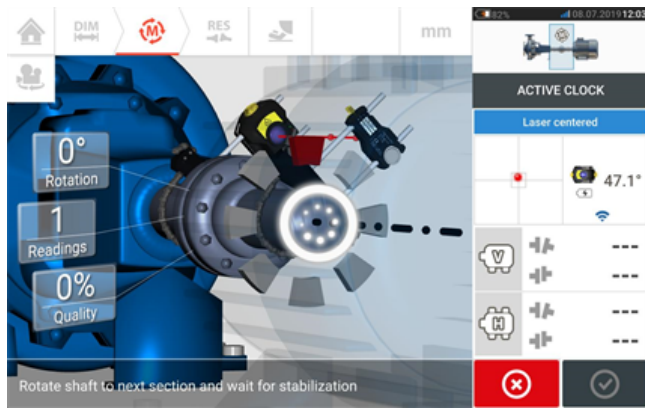 DIM
M
RES
mm
82%
08.07.2019 12:03
ACTIVE CLOCK
Laser centered
47.1°
0°
Rotation
1
Readings
0%
Quality
V
---
---
H
---
---
Rotate shaft to next section and wait for stabilization